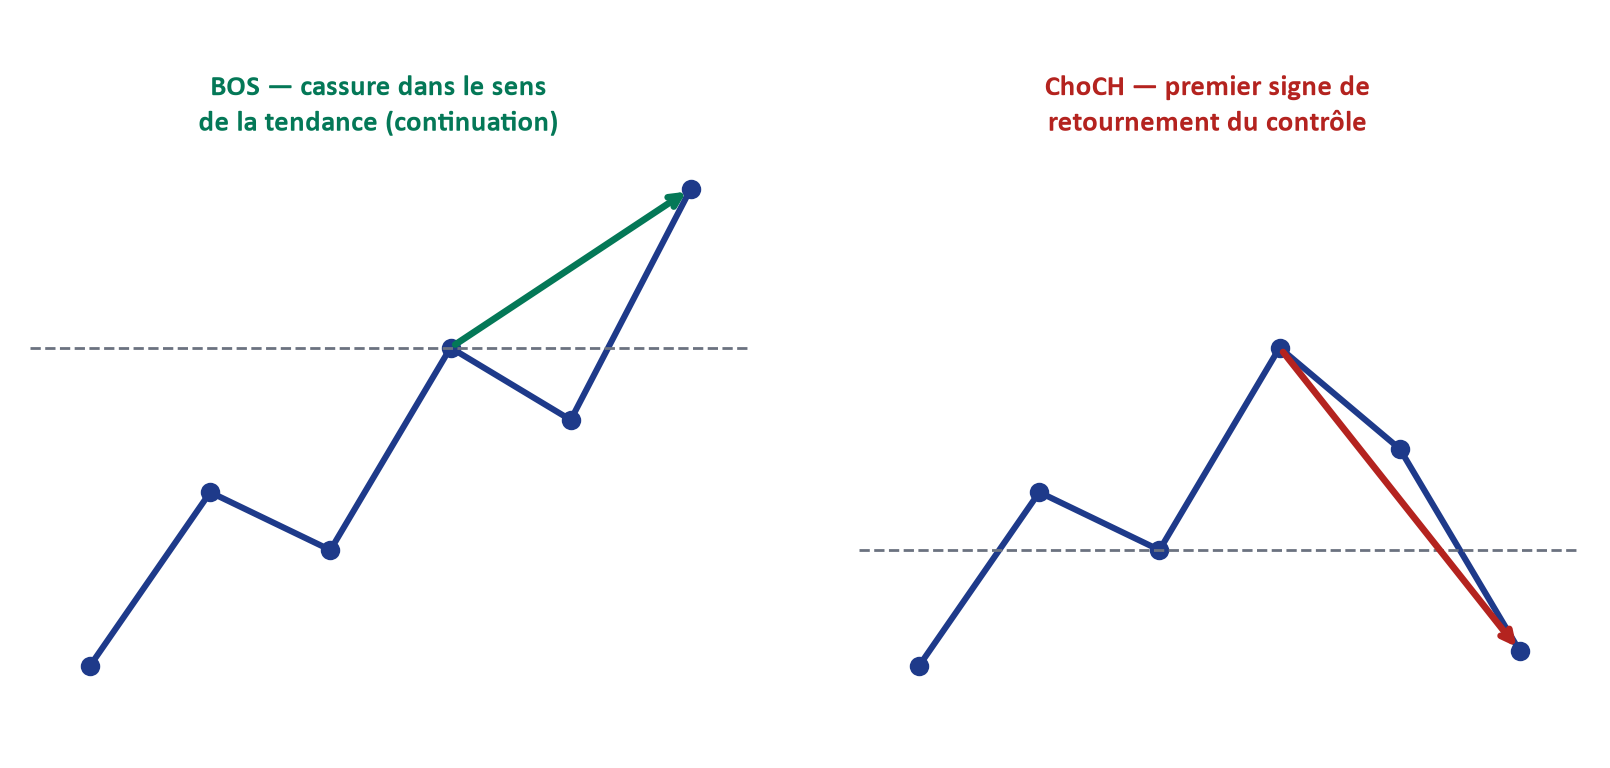 BOS — cassure dans le sens
de la tendance (continuation)
ChoCH — premier signe de
retournement du contrôle